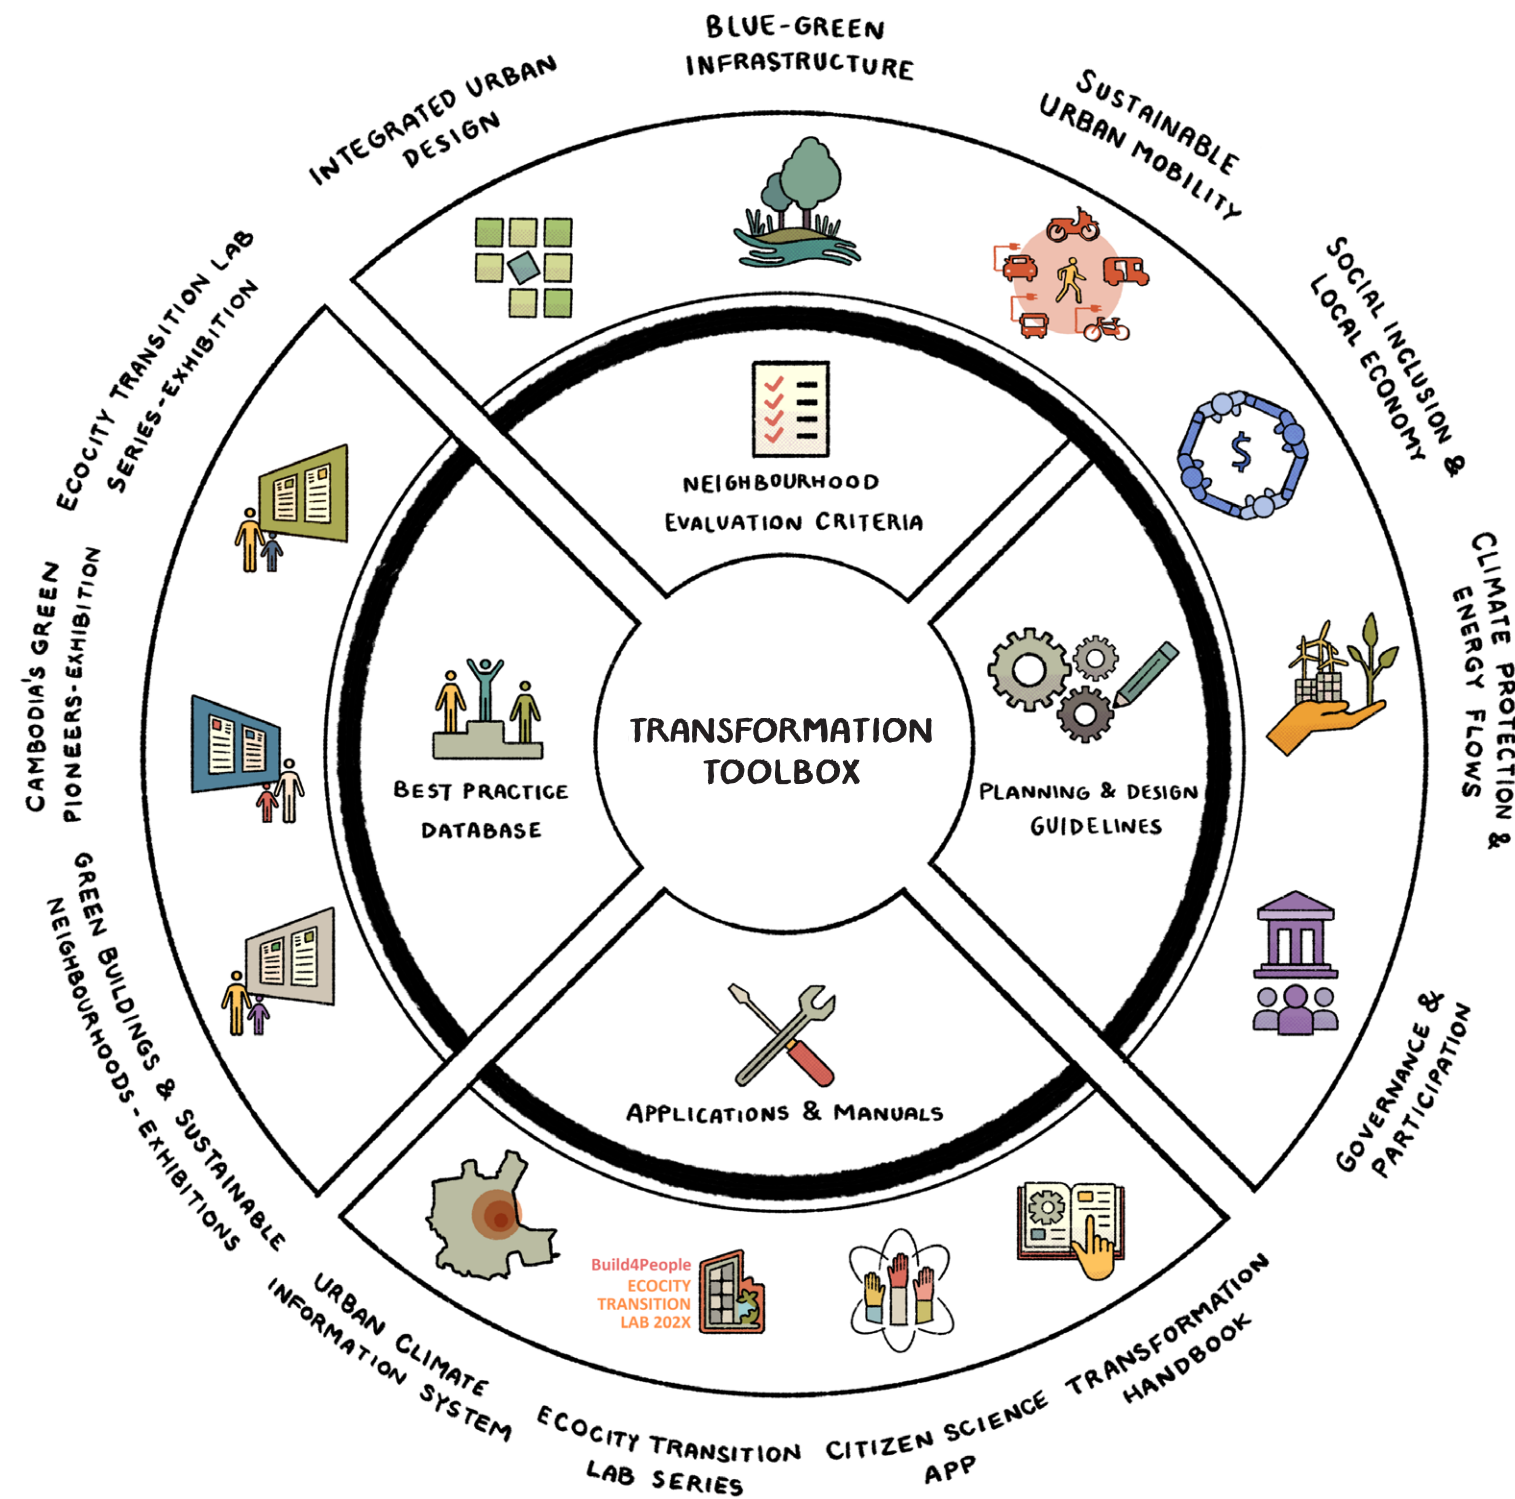 BLUE-GREEN
INFRASTRUCTURE
SUSTAINABLE
URBAN MOBILITY
SOCIAL INCLUSION &
LOCAL ECONOMY
CLIMATE PROTECTION &
ENERGY FLOWS
GOVERNANCE &
PARTICIPATION
TRANSFORMATION
HANDBOOK
CITIZEN SCIENCE
APP
ECOCITY TRANSITION
LAB SERIES
URBAN CLIMATE
INFORMATION SYSTEM
GREEN BUILDINGS & SUSTAINABLE
NEIGHBOURHOODS-EXHIBITIONS
CAMBODIA'S GREEN
PIONEERS-EXHIBITION
ECOCITY TRANSITION LAB
SERIES-EXHIBITION
INTEGRATED URBAN
DESIGN
NEIGHBOURHOOD
EVALUATION CRITERIA
$
TRANSFORMATION
TOOLBOX
BEST PRACTICE
DATABASE
PLANNING & DESIGN
GUIDELINES
APPLICATIONS & MANUALS
Build4People
ECOCITY
TRANSITION
LAB 202X